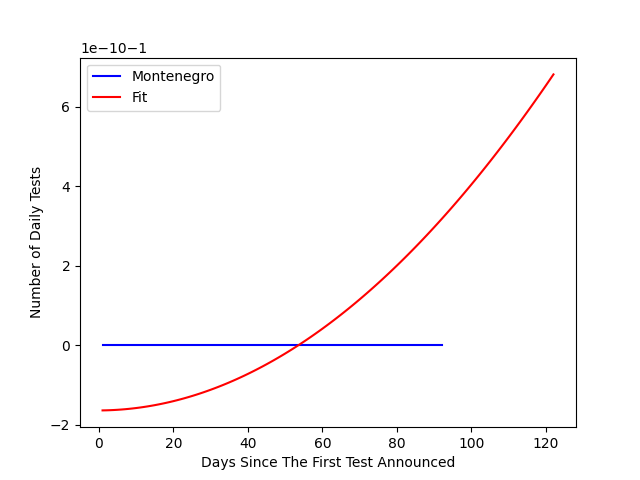 1e−10−1
Montenegro
Fit
6
4
2
0
−2
Number of Daily Tests
0 20 40 60 80 100 120
Days Since The First Test Announced